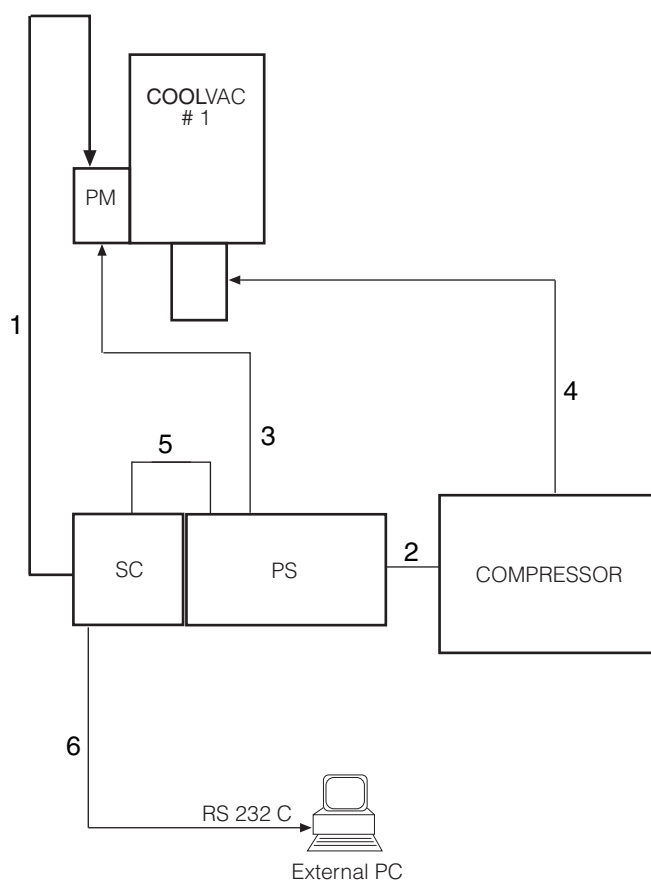 COOLVAC
# 1
PM
1
4
3
5
2
SC
PS
COMPRESSOR
6
RS 232 C
External PC